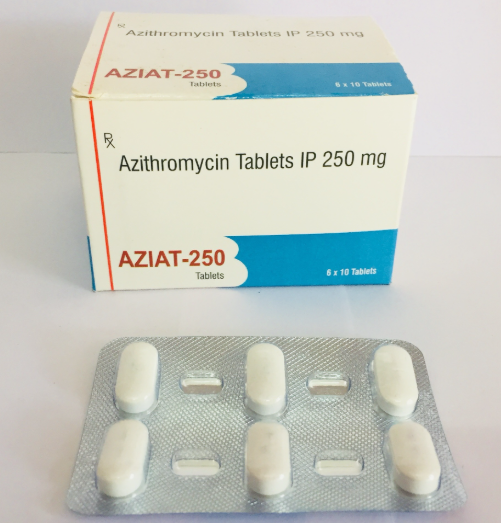 ℞ Azithromycin Tablets IP 250 mg
AZIAT-250
Tablets
6 x 10 Tablets
℞
Azithromycin Tablets IP 250 mg
AZIAT-250
Tablets
6 x 10 Tablets